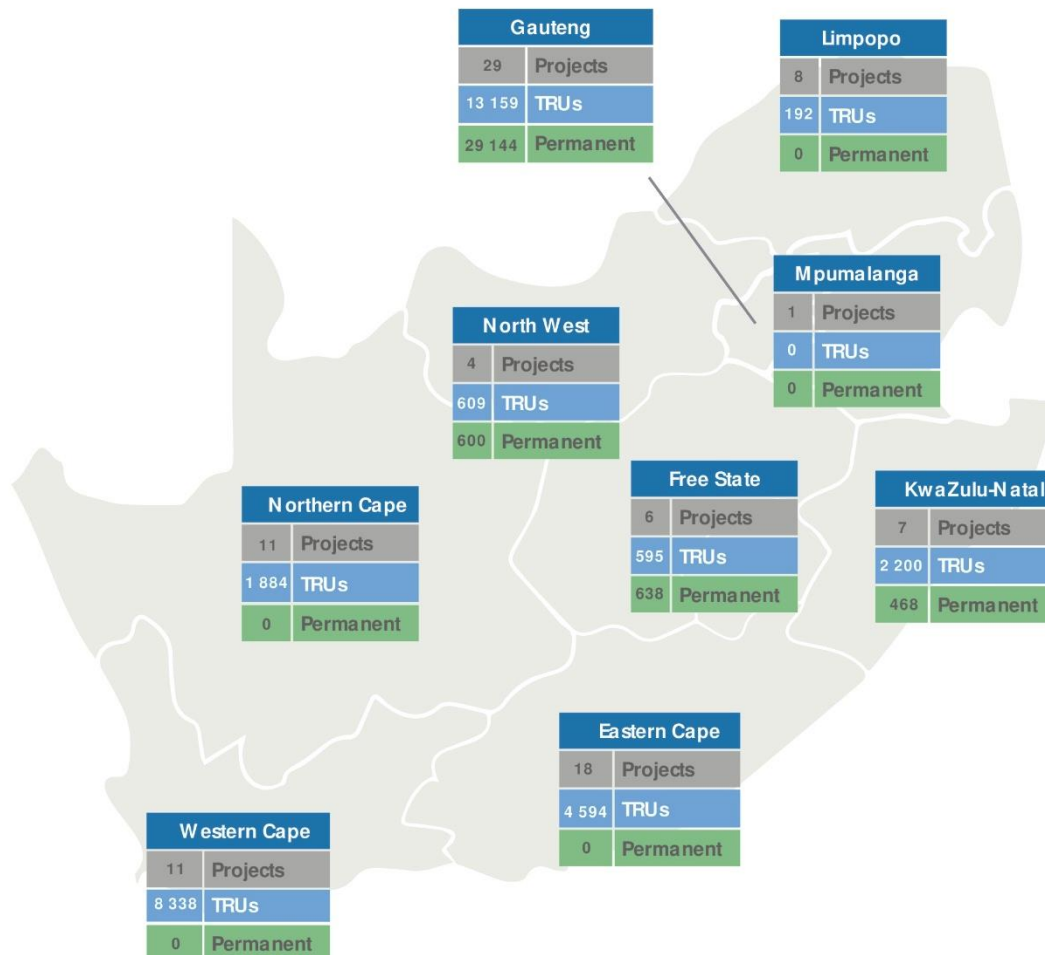 Gauteng
29 Projects
13 159 TRUs
29 144 Permanent
Limpopo
8 Projects
192 TRUs
0 Permanent
Mpumalanga
1 Projects
0 TRUs
0 Permanent
North West
4 Projects
609 TRUs
600 Permanent
Free State
6 Projects
595 TRUs
638 Permanent
KwaZulu-Natal
7 Projects
2 200 TRUs
468 Permanent
Northern Cape
11 Projects
1 884 TRUs
0 Permanent
Eastern Cape
18 Projects
4 594 TRUs
0 Permanent
Western Cape
11 Projects
8 338 TRUs
0 Permanent